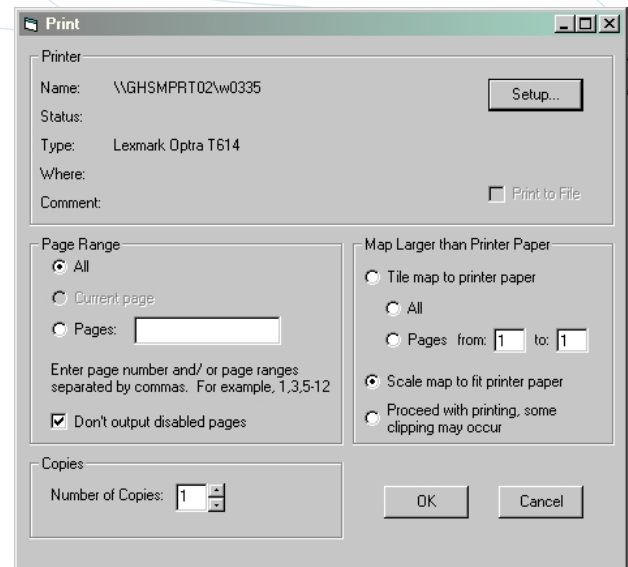 Print
Printer
Name: \\GHSMPRT02\w0335
Setup...
Status:
Type: Lexmark Optra T614
Where:
Comment:
Print to File
Page Range
All
Current page
Pages:
Enter page number and/ or page ranges
separated by commas. For example, 1,3,5-12
Don't output disabled pages
Map Larger than Printer Paper
Tile map to printer paper
All
Pages from: 1 to: 1
Scale map to fit printer paper
Proceed with printing, some
clipping may occur
Copies
Number of Copies: 1
OK
Cancel